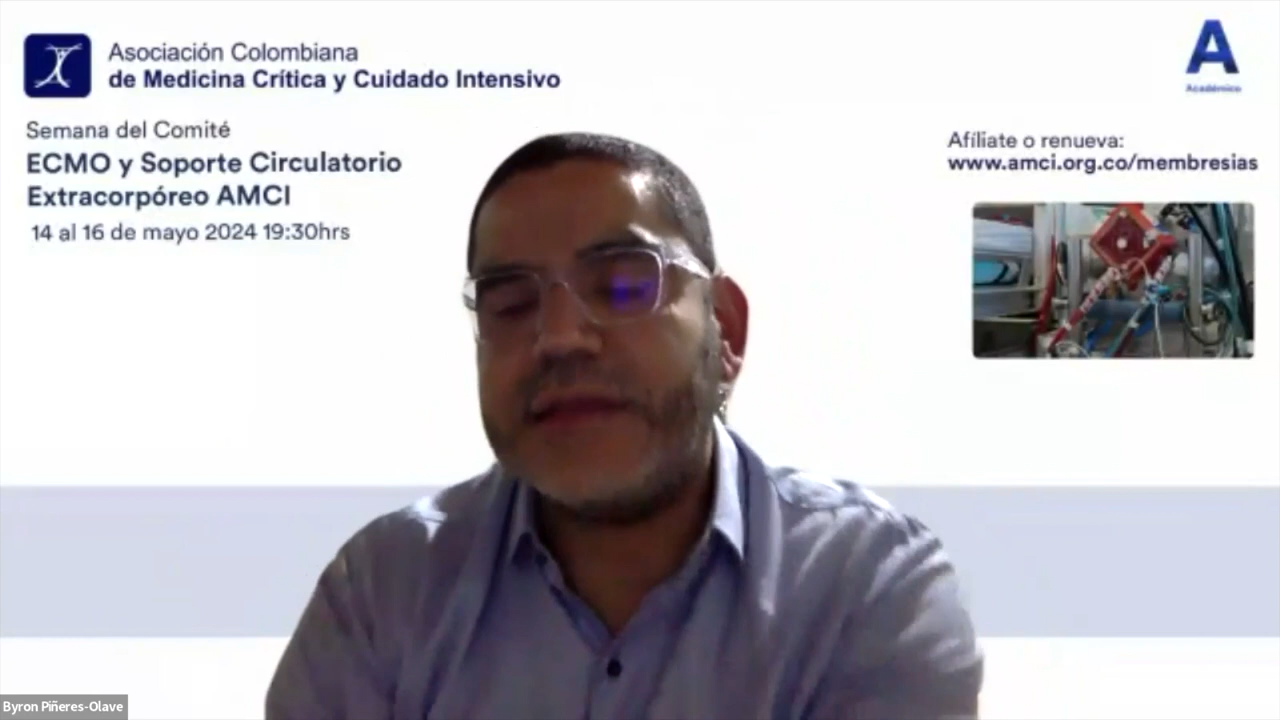 Asociación Colombiana
de Medicina Crítica y Cuidado Intensivo
Semana del Comité
ECMO y Soporte Circulatorio
Extracorpóreo AMCI
14 al 16 de mayo 2024 19:30hrs
A
Académico
Afíliate o renueva:
www.amci.org.co/membresias
Byron Piñeres-Olave